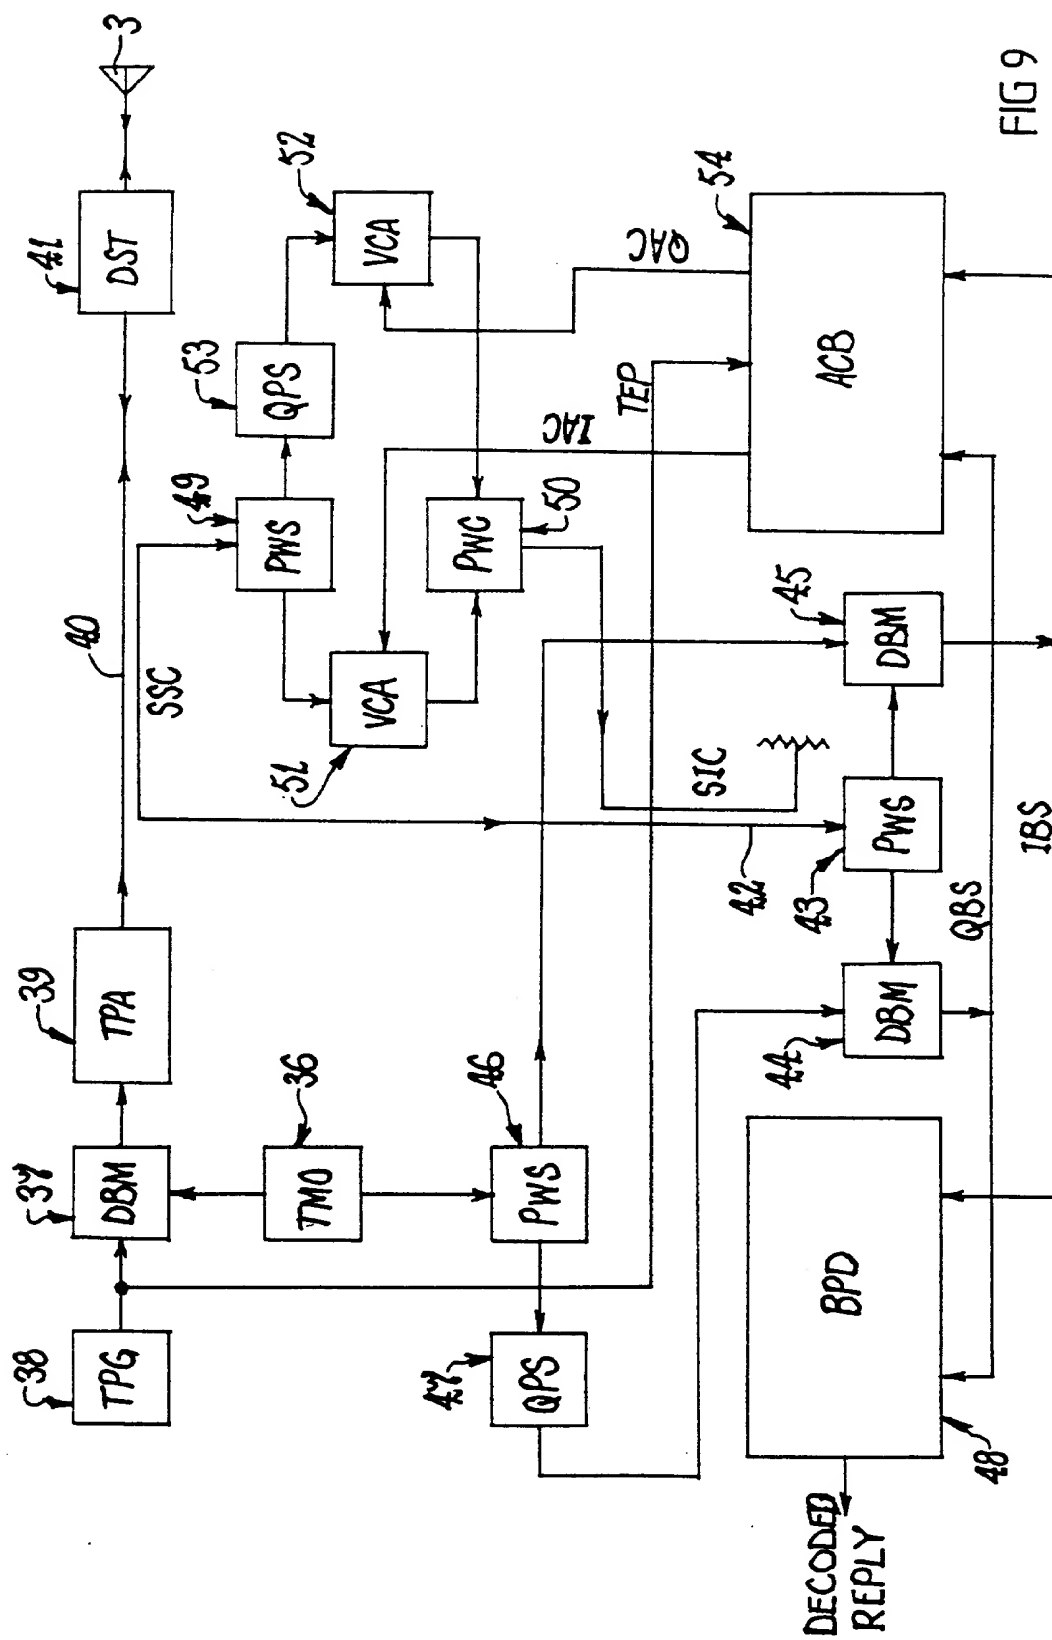 38
TPG
37
DBM
39
TPA
40
41
DST
3
SSC
36
TMO
49
PWS
53
QPS
52
VCA
51
VCA
PWC
50
46
PWS
47
QPS
IAC
TEP
QAC
SIC
42
54
ACB
BPD
48
44
DBM
43
PWS
45
DBM
QBS
IBS
DECODED
REPLY
FIG 9